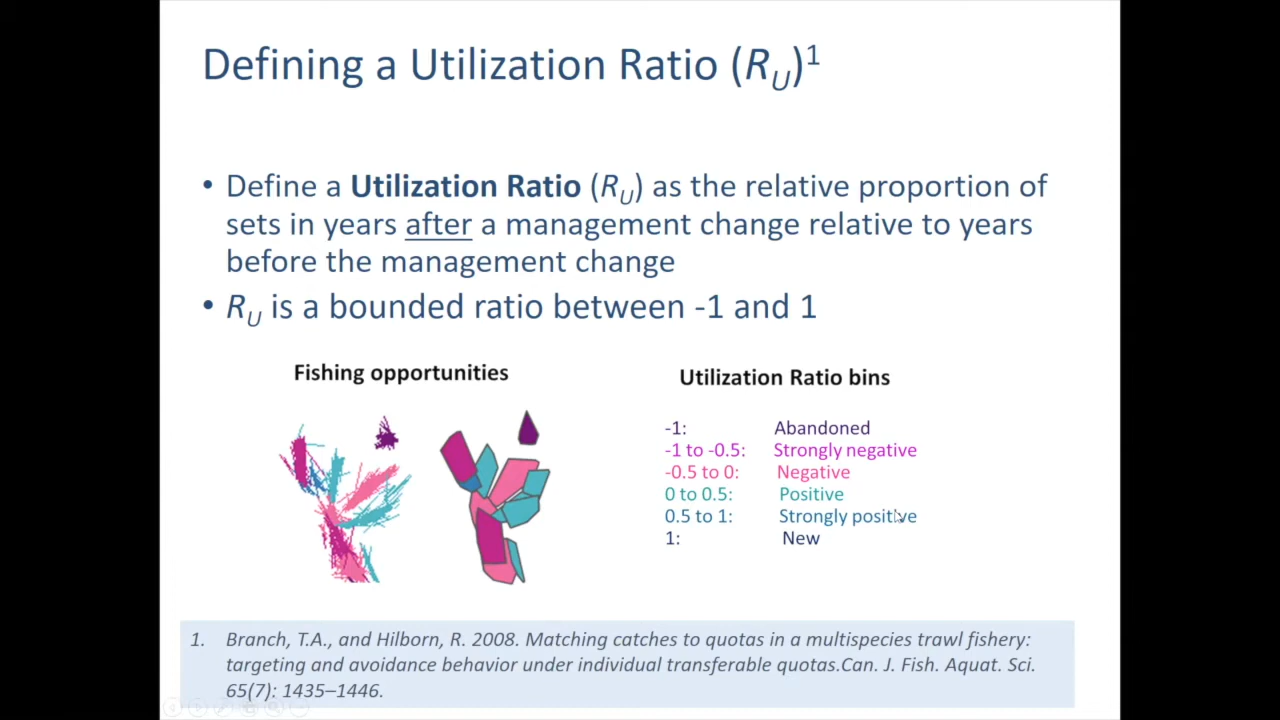 Defining a Utilization Ratio (R_U)¹
• Define a Utilization Ratio (R_U) as the relative proportion of
sets in years after a management change relative to years
before the management change
• R_U is a bounded ratio between -1 and 1
Fishing opportunities
Utilization Ratio bins
-1: Abandoned
-1 to -0.5: Strongly negative
-0.5 to 0: Negative
0 to 0.5: Positive
0.5 to 1: Strongly positive
1: New
1. Branch, T.A., and Hilborn, R. 2008. Matching catches to quotas in a multispecies trawl fishery:
targeting and avoidance behavior under individual transferable quotas.Can. J. Fish. Aquat. Sci.
65(7): 1435–1446.